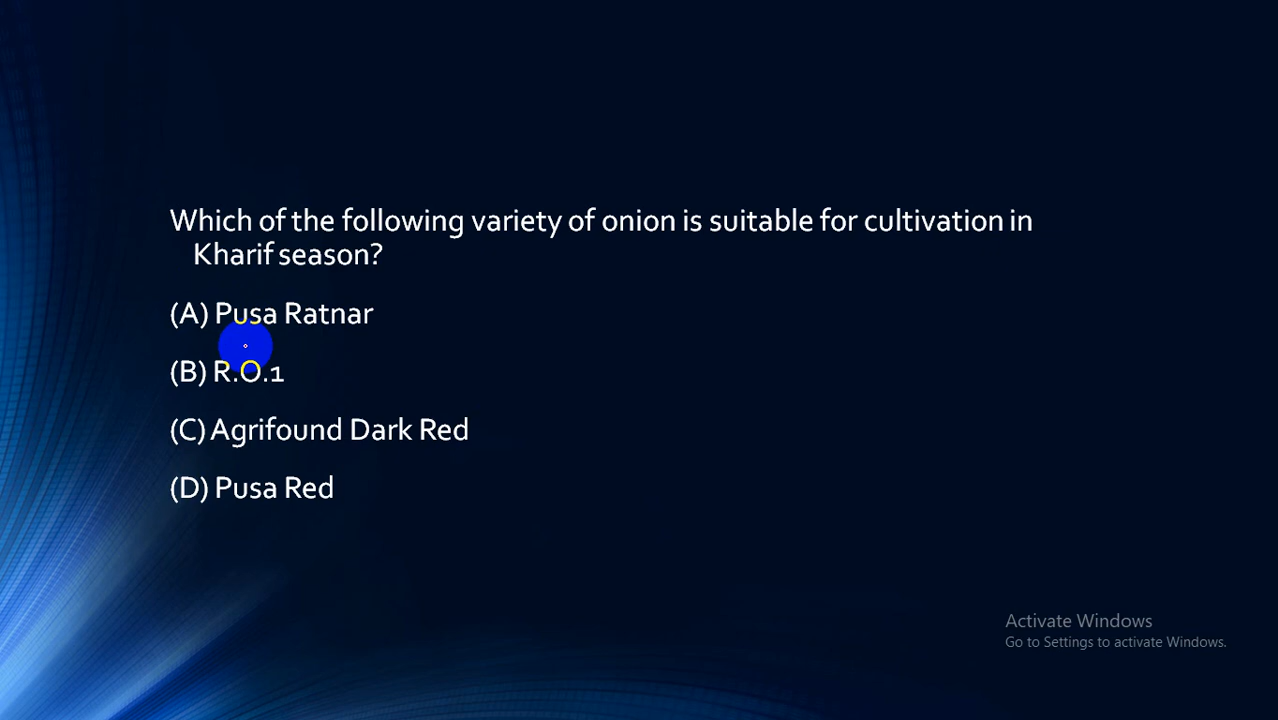 Which of the following variety of onion is suitable for cultivation in
Kharif season?
(A) Pusa Ratnar
(B) R.O.1
(C) Agrifound Dark Red
(D) Pusa Red
Activate Windows
Go to Settings to activate Windows.